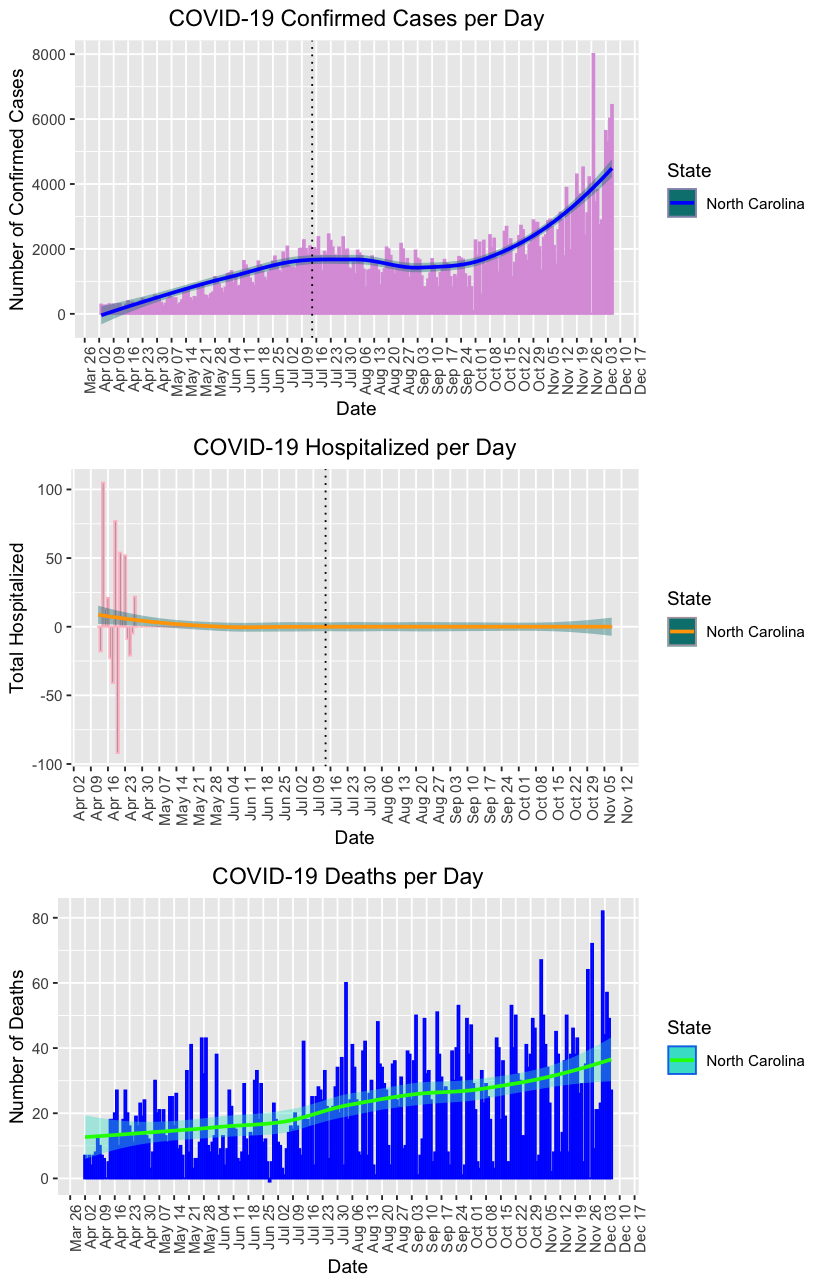 COVID-19 Confirmed Cases per Day
Number of Confirmed Cases
8000
6000
4000
2000
0
Mar 26
Apr 02
Apr 09
Apr 16
Apr 23
Apr 30
May 07
May 14
May 21
May 28
Jun 04
Jun 11
Jun 18
Jun 25
Jul 02
Jul 09
Jul 16
Jul 23
Jul 30
Aug 06
Aug 13
Aug 20
Aug 27
Sep 03
Sep 10
Sep 17
Sep 24
Oct 01
Oct 08
Oct 15
Oct 22
Oct 29
Nov 05
Nov 12
Nov 19
Nov 26
Dec 03
Dec 10
Dec 17
Date
State
North Carolina
COVID-19 Hospitalized per Day
Total Hospitalized
100
50
0
-50
-100
Apr 02
Apr 09
Apr 16
Apr 23
Apr 30
May 07
May 14
May 21
May 28
Jun 04
Jun 11
Jun 18
Jun 25
Jul 02
Jul 09
Jul 16
Jul 23
Jul 30
Aug 06
Aug 13
Aug 20
Aug 27
Sep 03
Sep 10
Sep 17
Sep 24
Oct 01
Oct 08
Oct 15
Oct 22
Oct 29
Nov 05
Nov 12
Date
State
North Carolina
COVID-19 Deaths per Day
Number of Deaths
80
60
40
20
0
Mar 26
Apr 02
Apr 09
Apr 16
Apr 23
Apr 30
May 07
May 14
May 21
May 28
Jun 04
Jun 11
Jun 18
Jun 25
Jul 02
Jul 09
Jul 16
Jul 23
Jul 30
Aug 06
Aug 13
Aug 20
Aug 27
Sep 03
Sep 10
Sep 17
Sep 24
Oct 01
Oct 08
Oct 15
Oct 22
Oct 29
Nov 05
Nov 12
Nov 19
Nov 26
Dec 03
Dec 10
Dec 17
Date
State
North Carolina